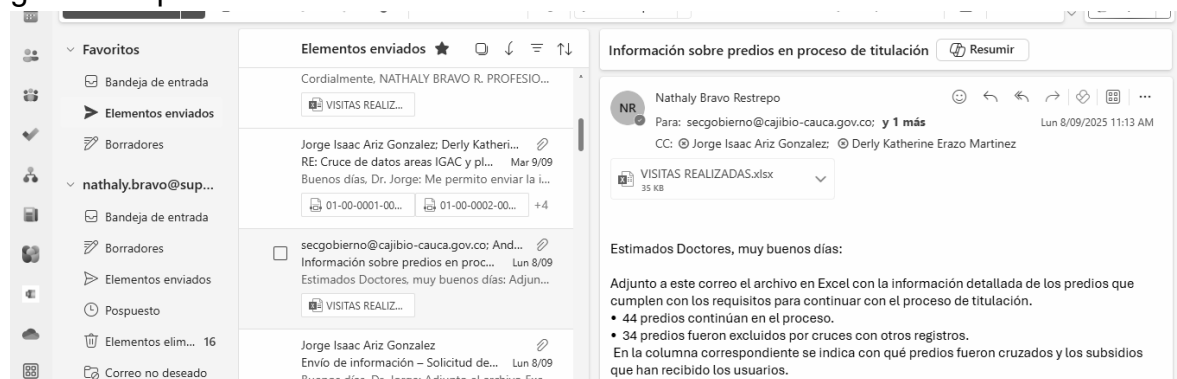 Favoritos
Bandeja de entrada
Elementos enviados
Borradores
nathaly.bravo@sup...
Bandeja de entrada
Borradores
Elementos enviados
Pospuesto
Elementos elim... 16
Correo no deseado
Elementos enviados
Cordialmente, NATHALY BRAVO R. PROFESIO...
VISITAS REALIZ...
Jorge Isaac Ariz Gonzalez; Derly Katheri...
RE: Cruce de datos areas IGAC y pl... Mar 9/09
Buenos días, Dr. Jorge: Me permito enviar la i...
01-00-0001-00... 01-00-0002-00... +4
secgobierno@cajibio-cauca.gov.co; And...
Información sobre predios en proc... Lun 8/09
Estimados Doctores, muy buenos días: Adjun...
VISITAS REALIZ...
Jorge Isaac Ariz Gonzalez
Envío de información – Solicitud de... Lun 8/09
Información sobre predios en proceso de titulación Resumir
NR
Nathaly Bravo Restrepo
Para: secgobierno@cajibio-cauca.gov.co; y 1 más Lun 8/09/2025 11:13 AM
CC: Jorge Isaac Ariz Gonzalez; Derly Katherine Erazo Martinez
VISITAS REALIZADAS.xlsx
35 KB
Estimados Doctores, muy buenos días:
Adjunto a este correo el archivo en Excel con la información detallada de los predios que
cumplen con los requisitos para continuar con el proceso de titulación.
• 44 predios continúan en el proceso.
• 34 predios fueron excluidos por cruces con otros registros.
En la columna correspondiente se indica con qué predios fueron cruzados y los subsidios
que han recibido los usuarios.